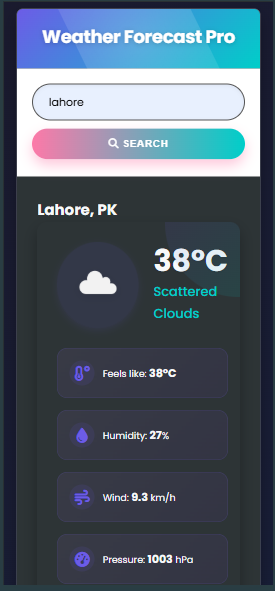 Weather Forecast Pro
lahore
SEARCH
Lahore, PK
38°C
Scattered
Clouds
Feels like: 38°C
Humidity: 27%
Wind: 9.3 km/h
Pressure: 1003 hPa